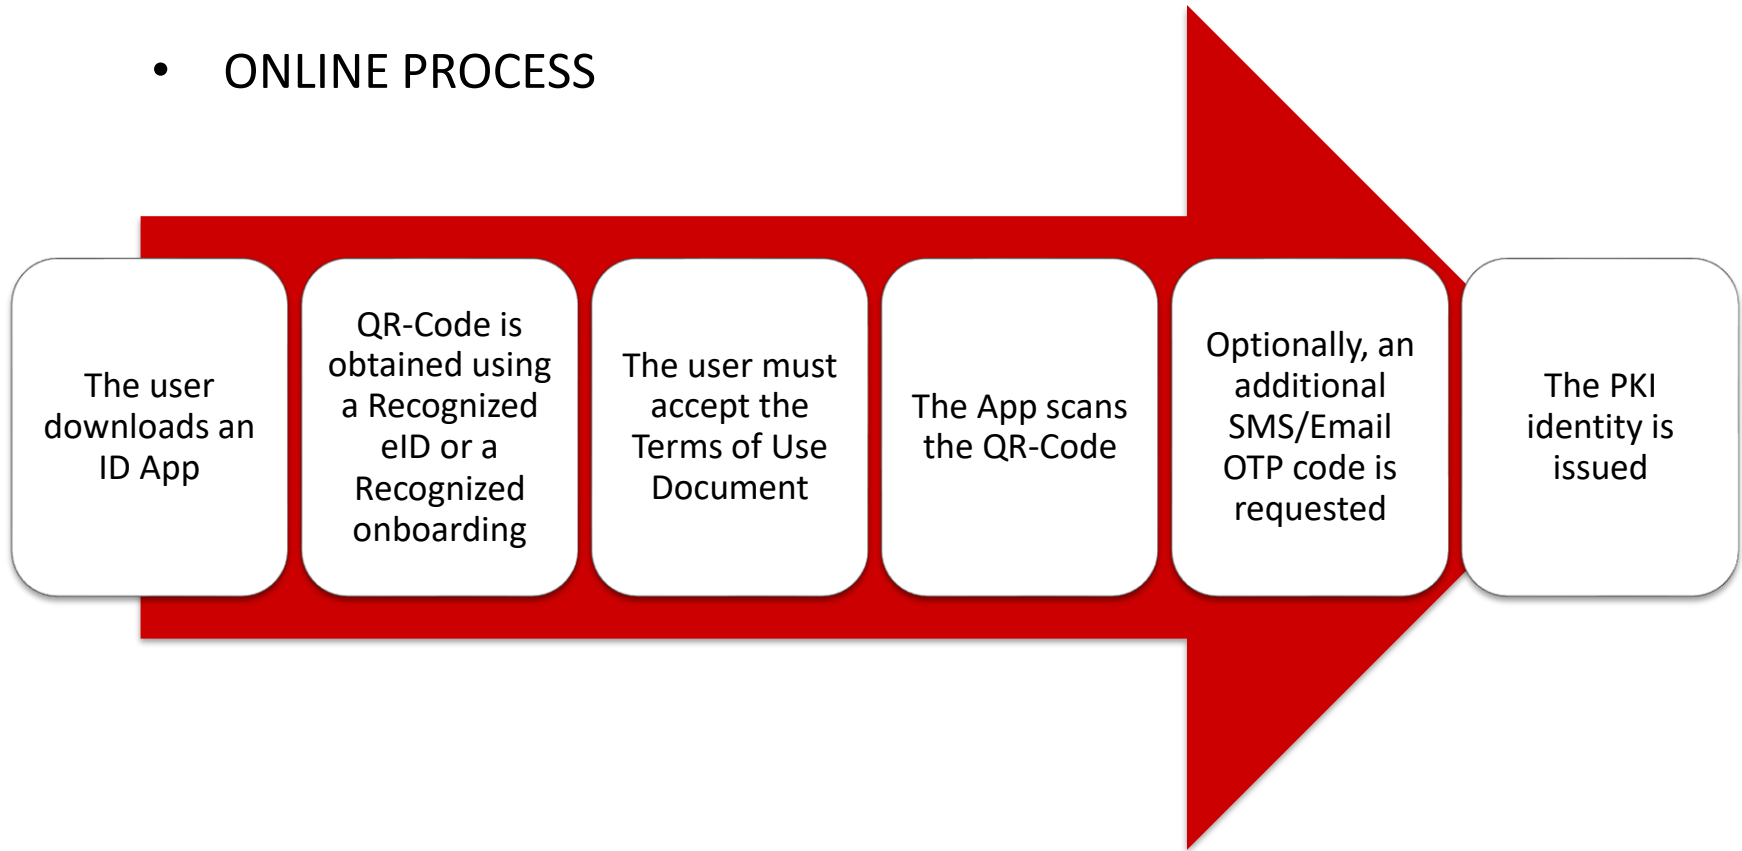 • ONLINE PROCESS
The user
downloads an
ID App
QR-Code is
obtained using
a Recognized
eID or a
Recognized
onboarding
The user must
accept the
Terms of Use
Document
The App scans
the QR-Code
Optionally, an
additional
SMS/Email
OTP code is
requested
The PKI
identity is
issued